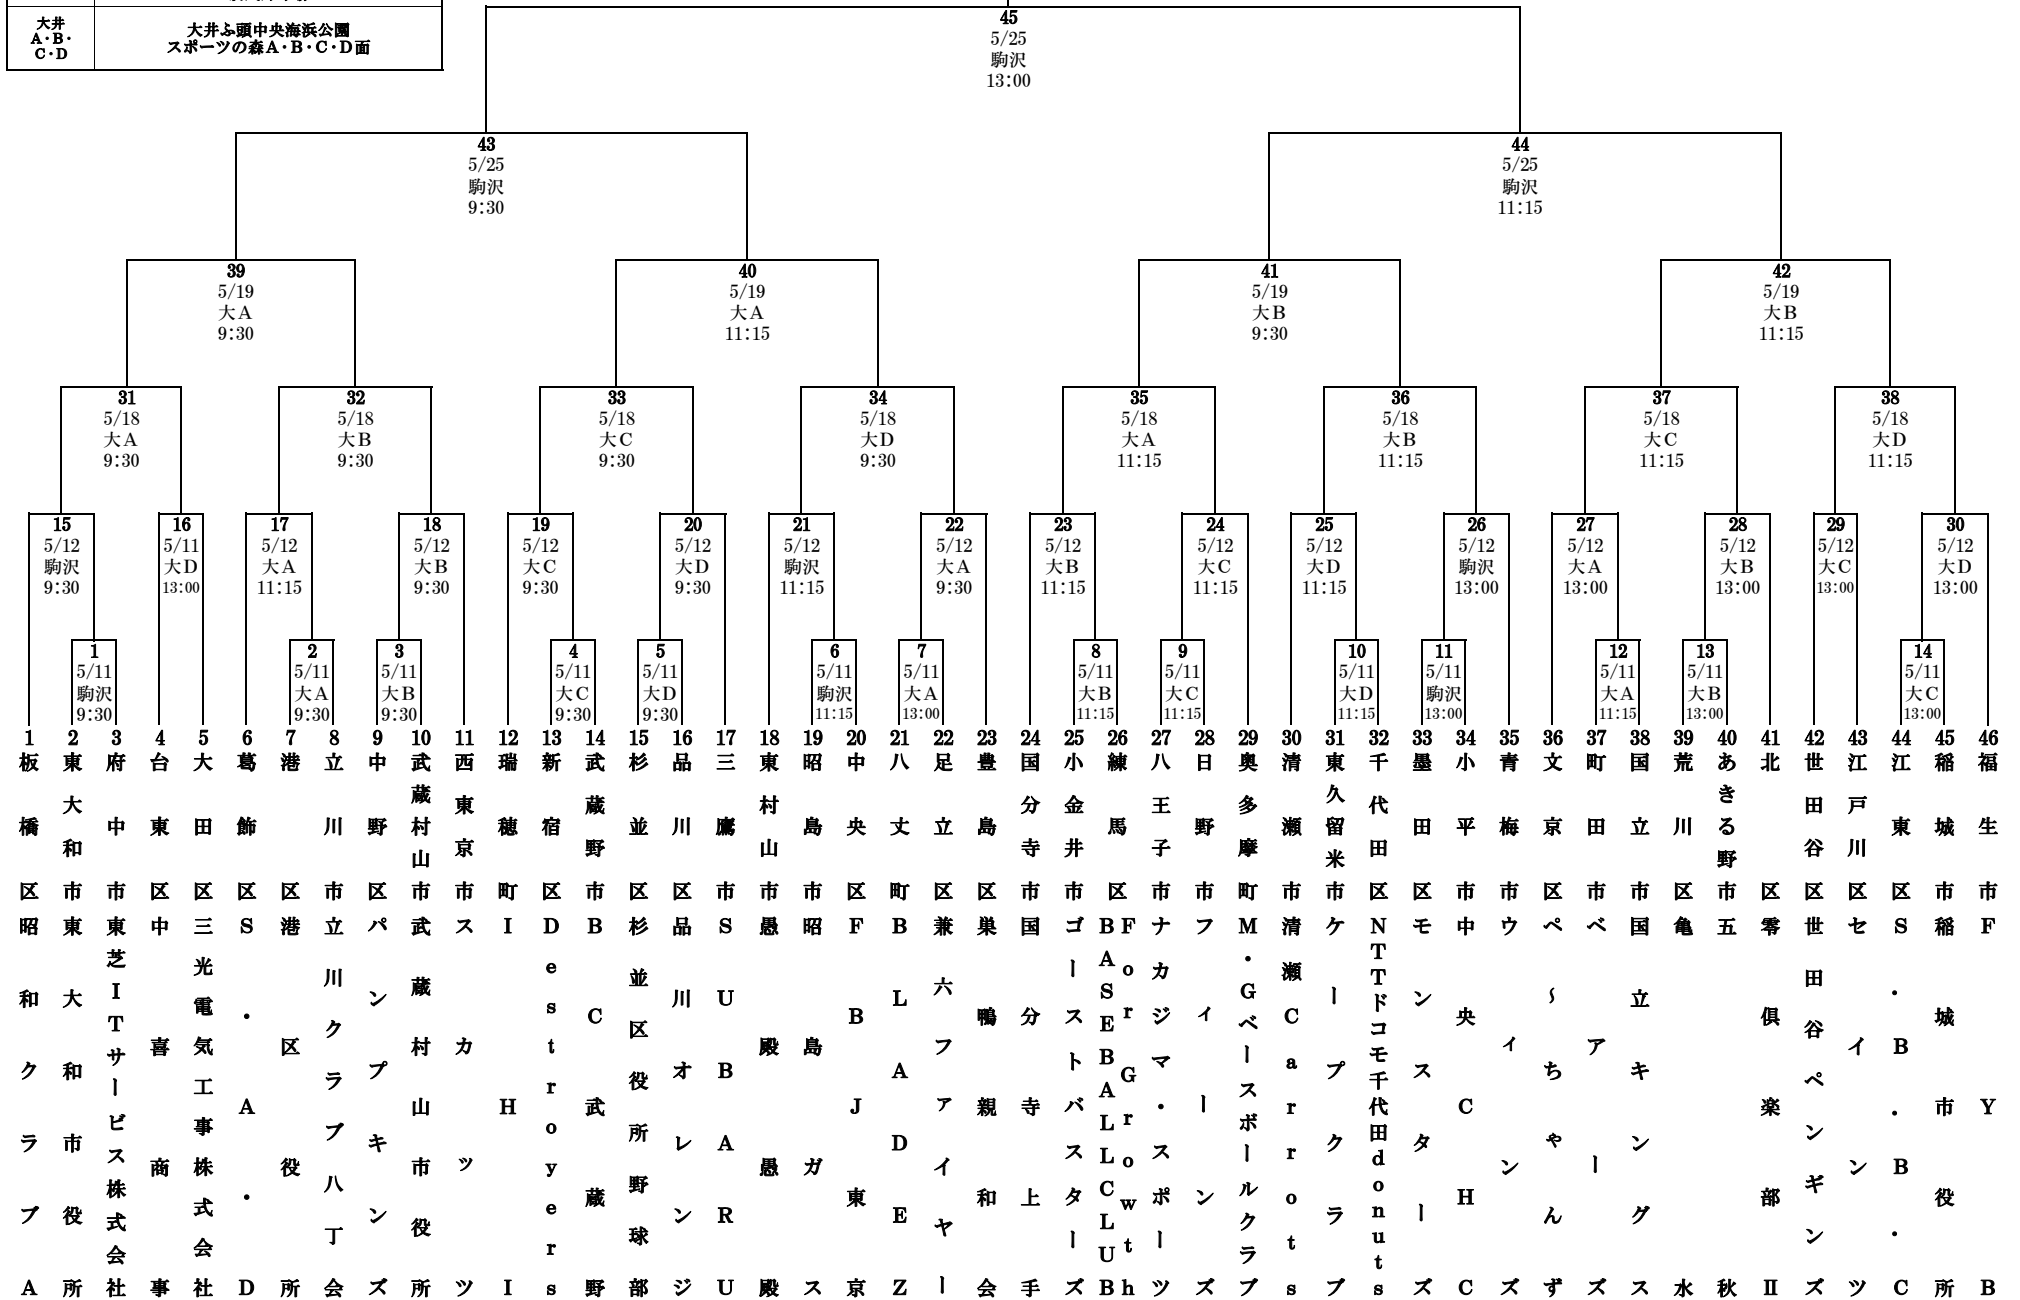 大井
A・B・
C・D
大井ふ頭中央海浜公園
スポーツの森A・B・C・D面
45
5/25
駒沢
13:00
43
5/25
駒沢
9:30
44
5/25
駒沢
11:15
39
5/19
大A
9:30
40
5/19
大A
11:15
41
5/19
大B
9:30
42
5/19
大B
11:15
31
5/18
大A
9:30
32
5/18
大B
9:30
33
5/18
大C
9:30
34
5/18
大D
9:30
35
5/18
大A
11:15
36
5/18
大B
11:15
37
5/18
大C
11:15
38
5/18
大D
11:15
15
5/12
駒沢
9:30
16
5/11
大D
13:00
17
5/12
大A
11:15
18
5/12
大B
9:30
19
5/12
大C
9:30
20
5/12
大D
9:30
21
5/12
駒沢
11:15
22
5/12
大A
9:30
23
5/12
大B
11:15
24
5/12
大C
11:15
25
5/12
大D
11:15
26
5/12
駒沢
13:00
27
5/12
大A
13:00
28
5/12
大B
13:00
29
5/12
大C
13:00
30
5/12
大D
13:00
1
5/11
駒沢
9:30
2
5/11
大A
9:30
3
5/11
大B
9:30
4
5/11
大C
9:30
5
5/11
大D
9:30
6
5/11
駒沢
11:15
7
5/11
大A
13:00
8
5/11
大B
11:15
9
5/11
大C
11:15
10
5/11
大D
11:15
11
5/11
駒沢
13:00
12
5/11
大A
11:15
13
5/11
大B
13:00
14
5/11
大C
13:00
1
板橋区
昭和クラブA
2
東大和市
東大和市役所
3
府中市
東芝ITサービス株式会社
4
台東区
中喜商事
5
大田区
三光電気工事株式会社
6
葛飾区
S・A・D
7
港区
港区役所
8
立川市
立川クラブ八丁会
9
中野区
パンプキンズ
10
武蔵村山市
武蔵村山市役所
11
西東京市
スカッツ
12
瑞穂町
IHI
13
新宿区
Destroyers
14
武蔵野市
BC武蔵野
15
杉並区
杉並区役所野球部
16
品川区
品川オレンジ
17
三鷹市
SUBARU
18
東村山市
愚殿愚殿
19
昭島市
昭島ガス
20
中央区
FBJ東京
21
八丈町
BLADEZ
22
足立区
兼六ファイヤー
23
豊島区
巣鴨親和会
24
国分寺市
国分寺上手
25
小金井市
ゴーストバスターズ
26
練馬区
For Growth
BASEBALLCLUB
27
八王子市
ナカジマ・スポーツ
28
日野市
フィーンズ
29
奥多摩町
M・Gベースボールクラブ
30
清瀬市
清瀬Carrots
31
東久留米市
ケープクラブ
32
千代田区
NTTドコモ千代田donuts
33
墨田区
モンスターズ
34
小平市
中央CHC
35
青梅市
ウィンズ
36
文京区
ペ~ちゃんず
37
町田市
ベアーズ
38
国立市
国立キングス
39
荒川区
亀水
40
あきる野市
五秋
41
北区
零倶楽部Ⅱ
42
世田谷区
世田谷ペンギンズ
43
江戸川区
セインツ
44
江東区
S.B.B.C
45
稲城市
稲城市役所
46
福生市
FYB